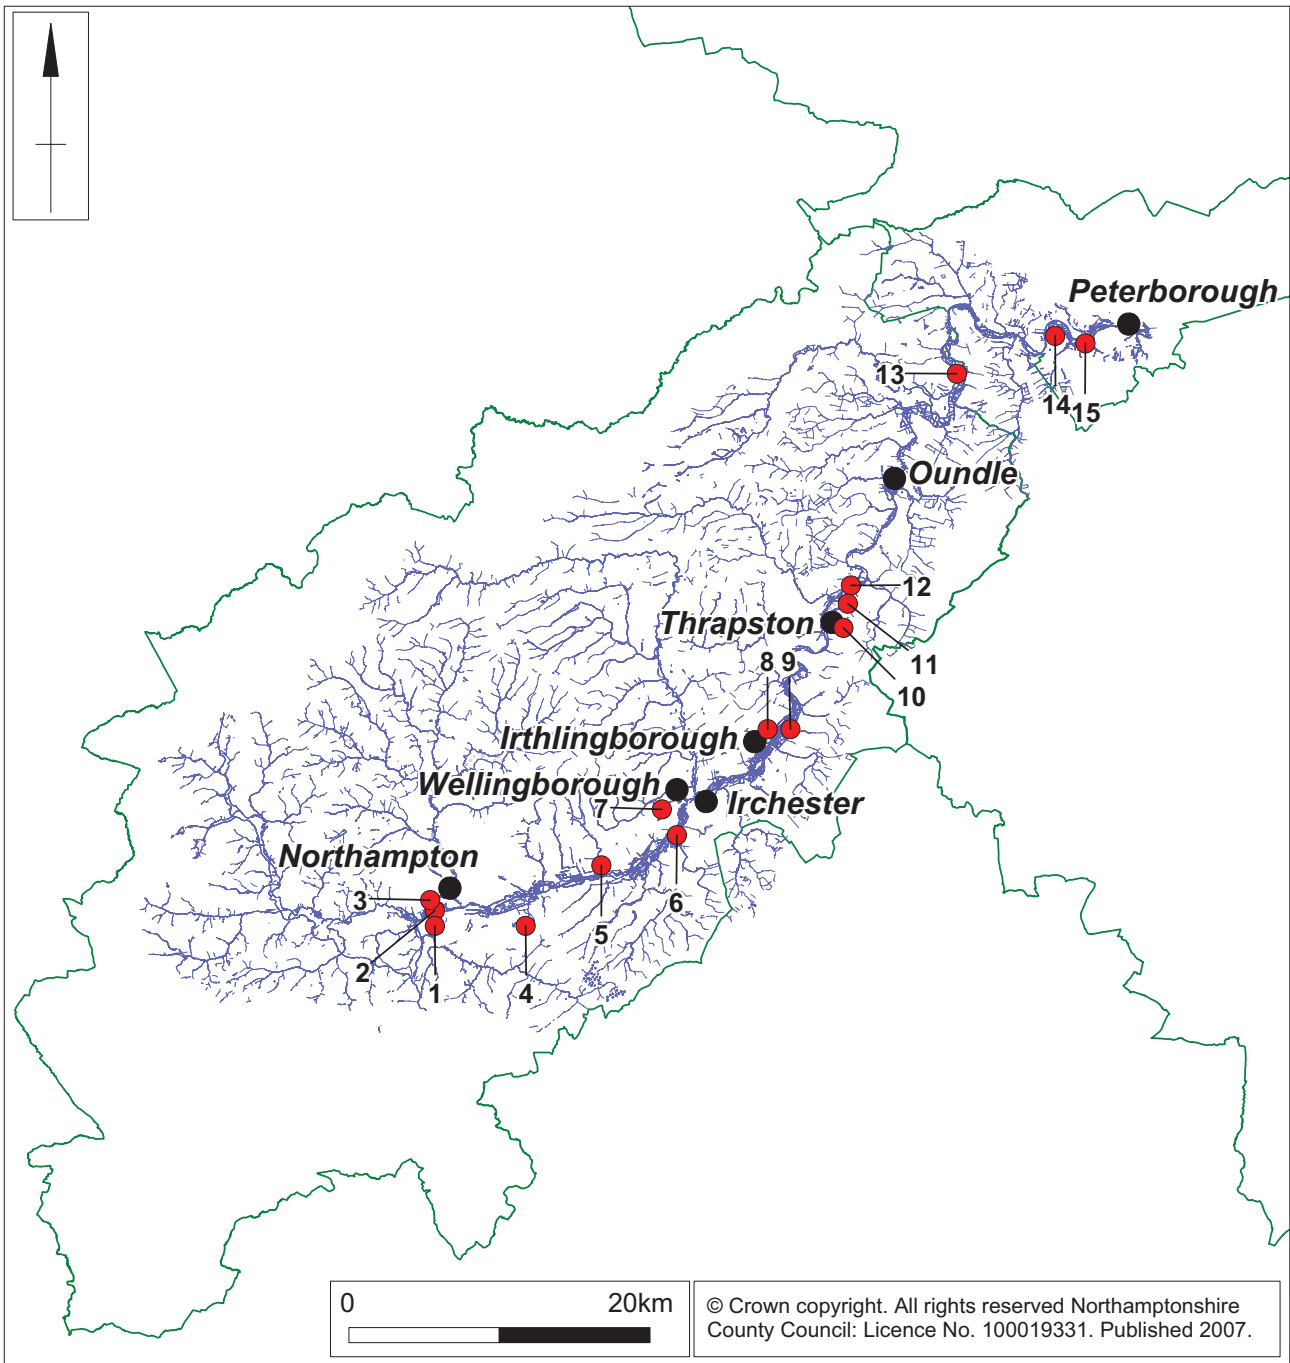 Peterborough
13
14
15
Oundle
12
Thrapston
11
8
9
10
Irthlingborough
Wellingborough
7
Irchester
Northampton
3
6
5
2
1
4
0
20km
© Crown copyright. All rights reserved Northamptonshire
County Council: Licence No. 100019331. Published 2007.